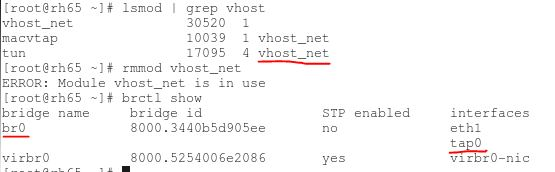 [root@rh65 ~]# lsmod | grep vhost
vhost_net 30520 1
macvtap 10039 1 vhost_net
tun 17095 4 vhost_net
[root@rh65 ~]# rmmod vhost_net
ERROR: Module vhost_net is in use
[root@rh65 ~]# brctl show
bridge name bridge id STP enabled interfaces
br0 8000.3440b5d905ee no eth1
tap0
virbr0 8000.5254006e2086 yes virbr0-nic
[root@rh65 ~]#